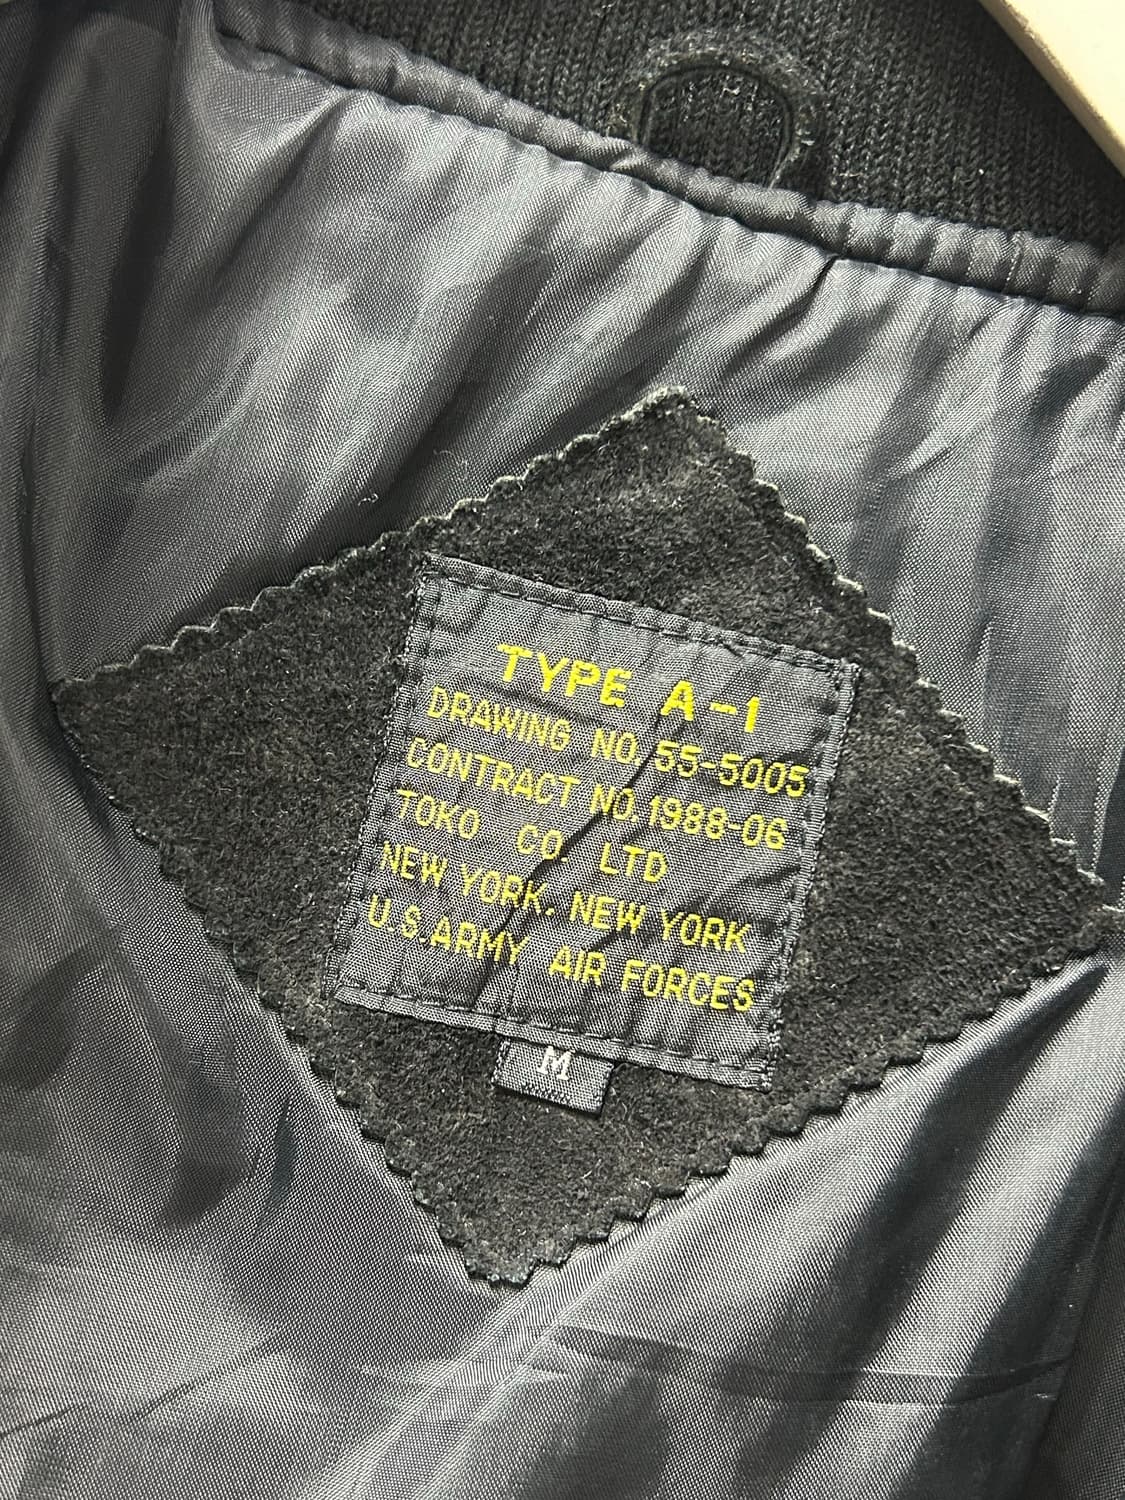 TYPE A-1
DRAWING NO. 55-5005
CONTRACT NO. 1988-06
TOKO CO. LTD
NEW YORK. NEW YORK
U.S. ARMY AIR FORCES
M